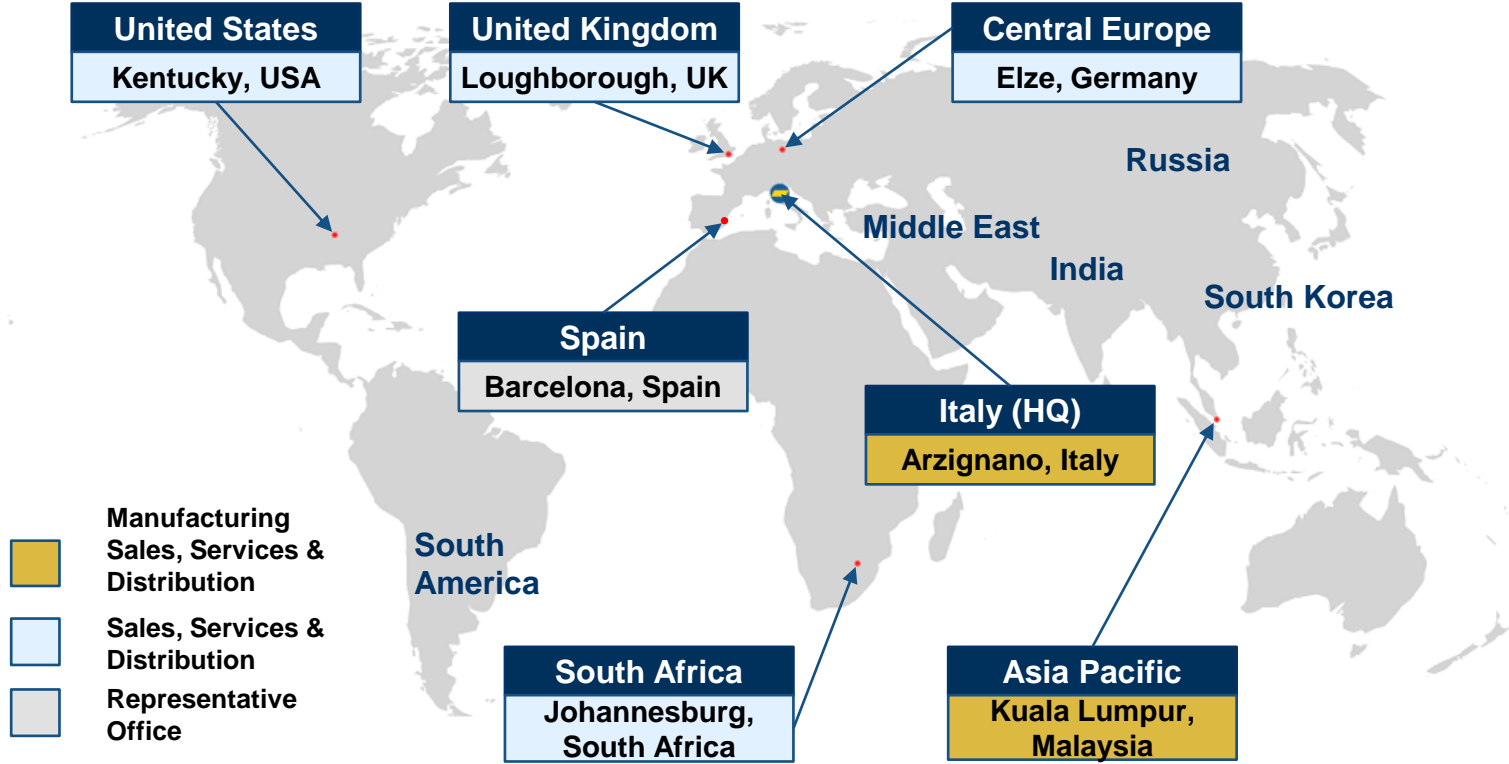 United States
Kentucky, USA
United Kingdom
Loughborough, UK
Central Europe
Elze, Germany
Russia
Middle East
India
South Korea
Spain
Barcelona, Spain
Italy (HQ)
Arzignano, Italy
South
America
Manufacturing
Sales, Services &
Distribution
Sales, Services &
Distribution
Representative
Office
South Africa
Johannesburg,
South Africa
Asia Pacific
Kuala Lumpur,
Malaysia